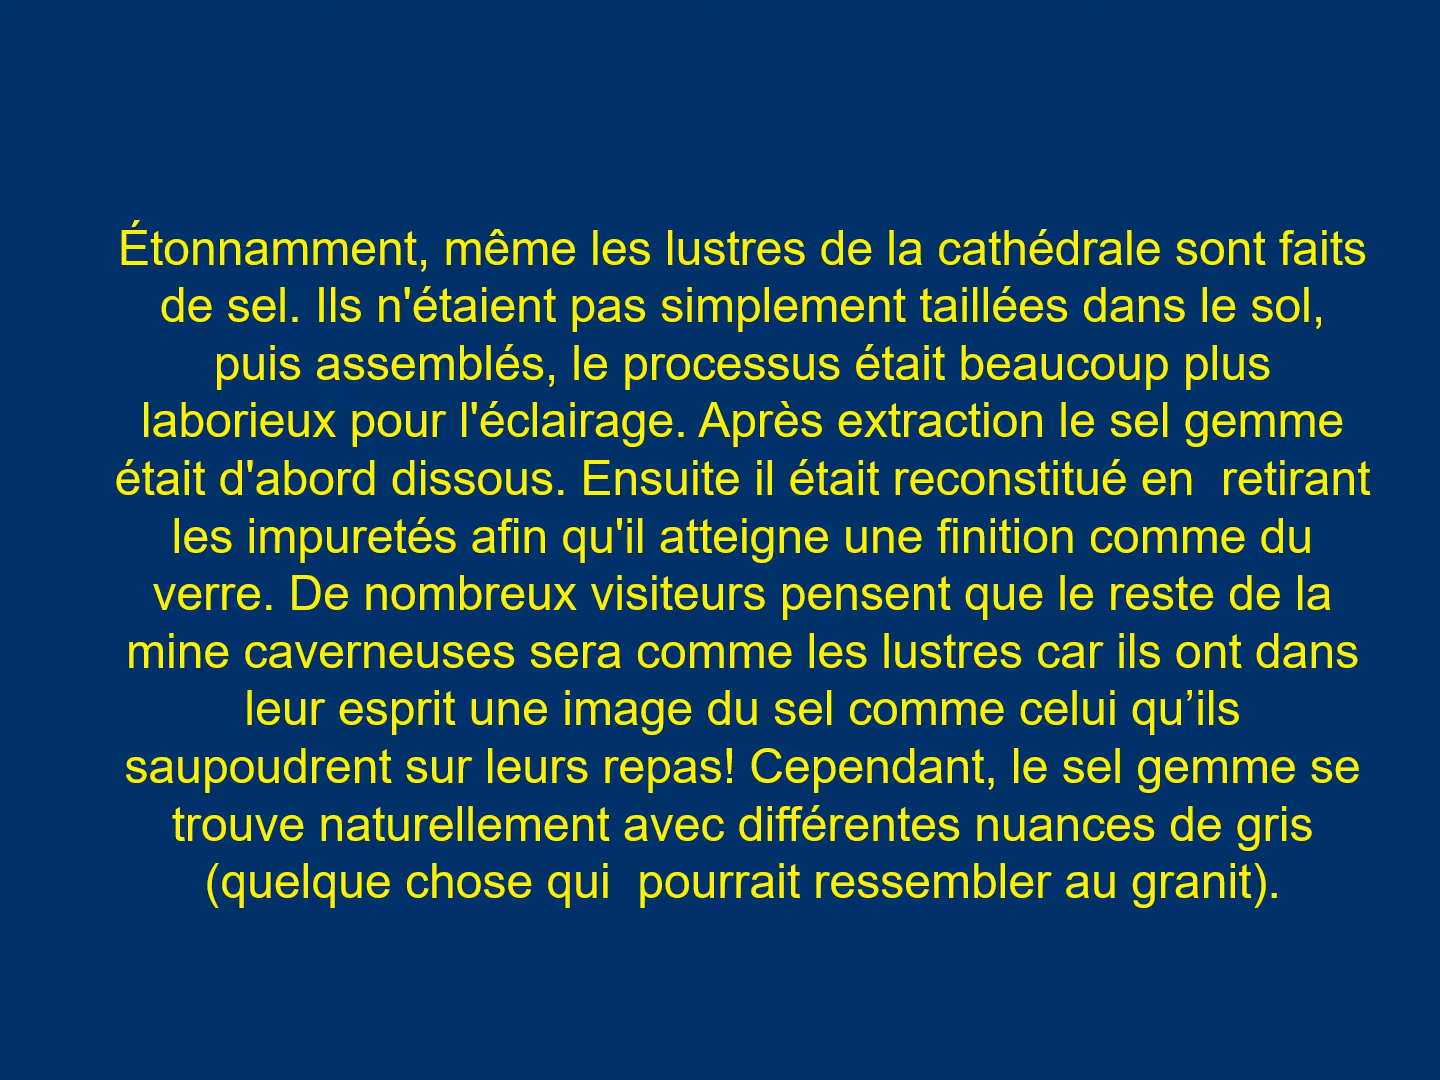 Étonnamment, même les lustres de la cathédrale sont faits
de sel. Ils n'étaient pas simplement taillées dans le sol,
puis assemblés, le processus était beaucoup plus
laborieux pour l'éclairage. Après extraction le sel gemme
était d'abord dissous. Ensuite il était reconstitué en  retirant
les impuretés afin qu'il atteigne une finition comme du
verre. De nombreux visiteurs pensent que le reste de la
mine caverneuses sera comme les lustres car ils ont dans
leur esprit une image du sel comme celui qu’ils
saupoudrent sur leurs repas! Cependant, le sel gemme se
trouve naturellement avec différentes nuances de gris
(quelque chose qui  pourrait ressembler au granit).